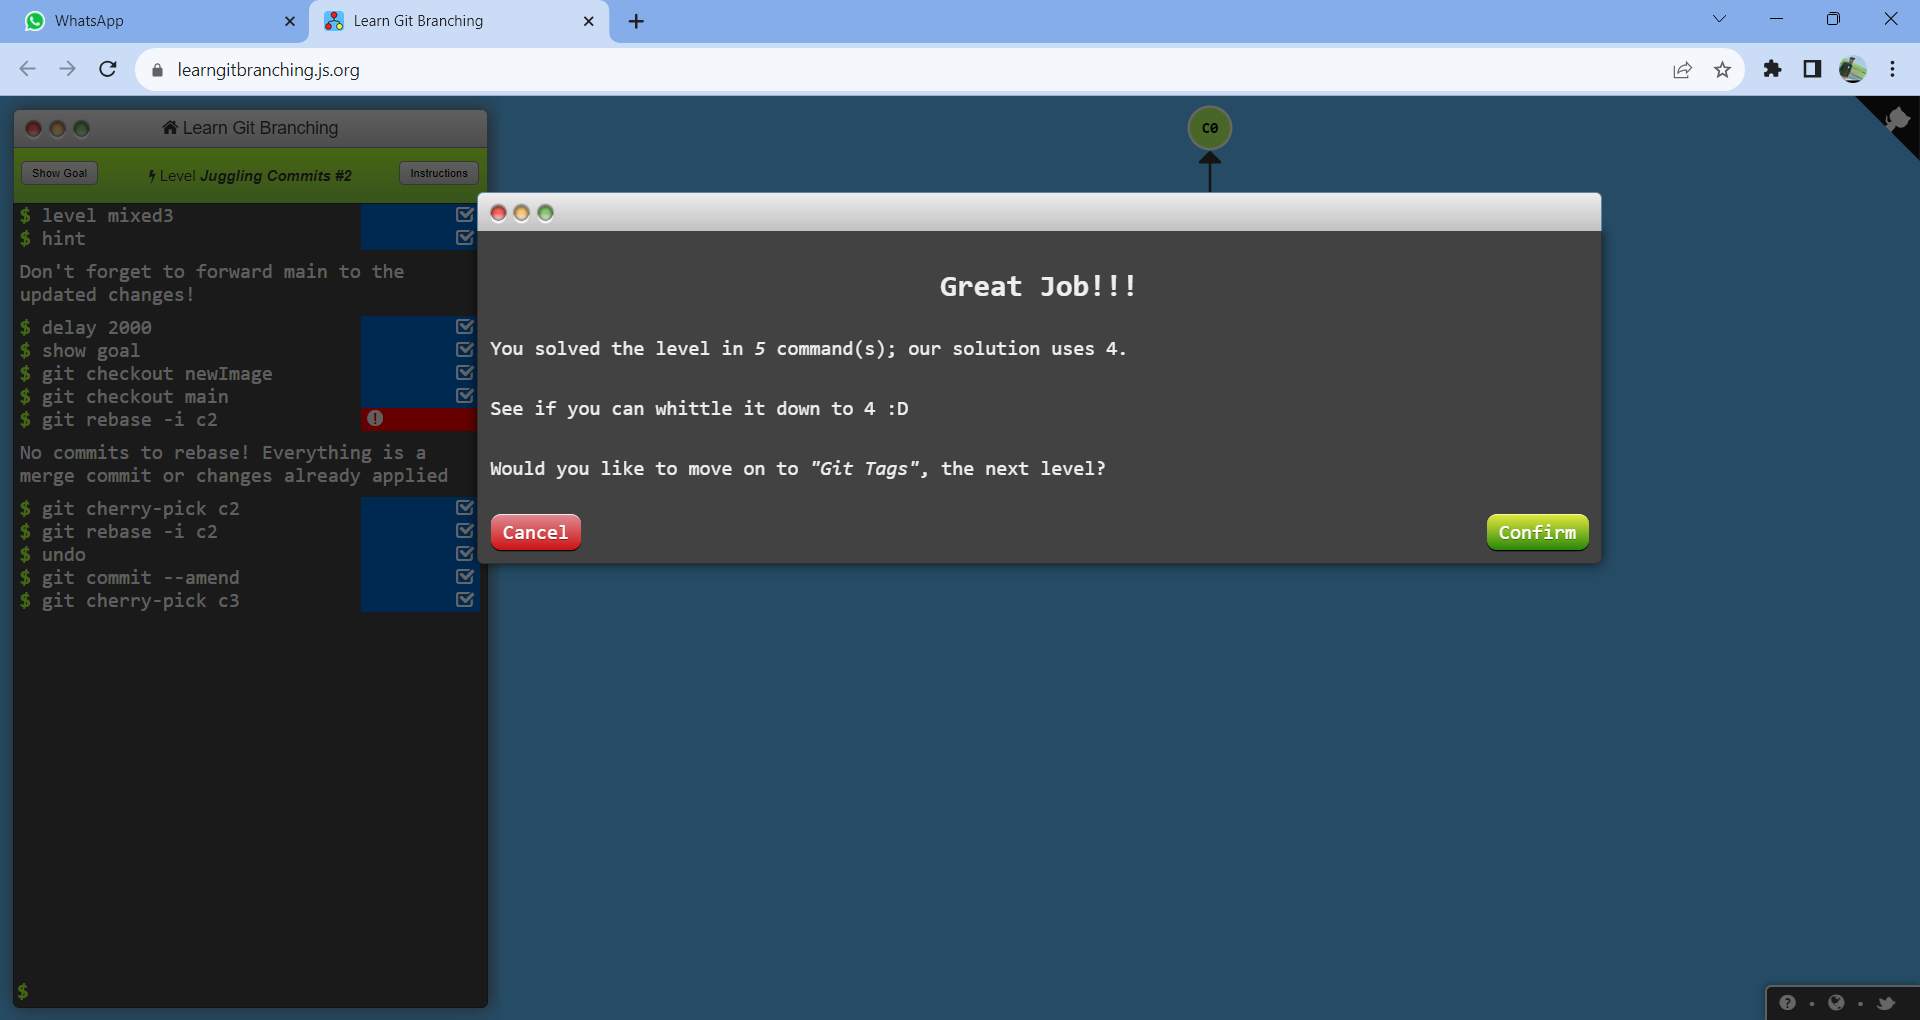 WhatsApp
Learn Git Branching
learngitbranching.js.org
Learn Git Branching
Show Goal
Level Juggling Commits #2
Instructions
$ level mixed3
$ hint
Don't forget to forward main to the
updated changes!
$ delay 2000
$ show goal
$ git checkout newImage
$ git checkout main
$ git rebase -i c2
No commits to rebase! Everything is a
merge commit or changes already applied
$ git cherry-pick c2
$ git rebase -i c2
$ undo
$ git commit --amend
$ git cherry-pick c3
$
C0
Great Job!!!
You solved the level in 5 command(s); our solution uses 4.
See if you can whittle it down to 4 :D
Would you like to move on to "Git Tags", the next level?
Cancel
Confirm